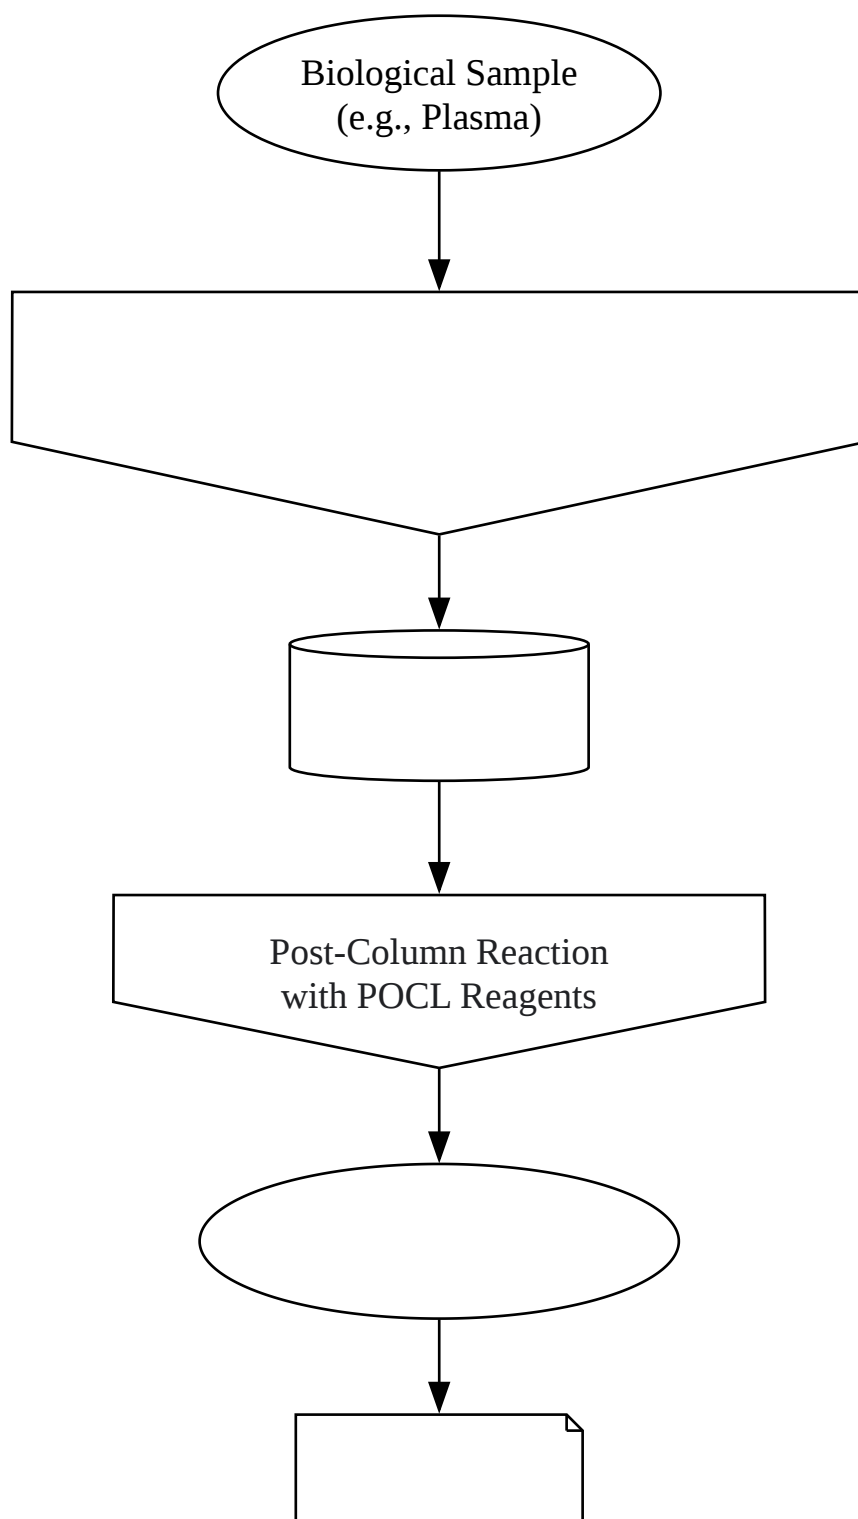 Biological Sample
(e.g., Plasma)
Post-Column Reaction
with POCL Reagents